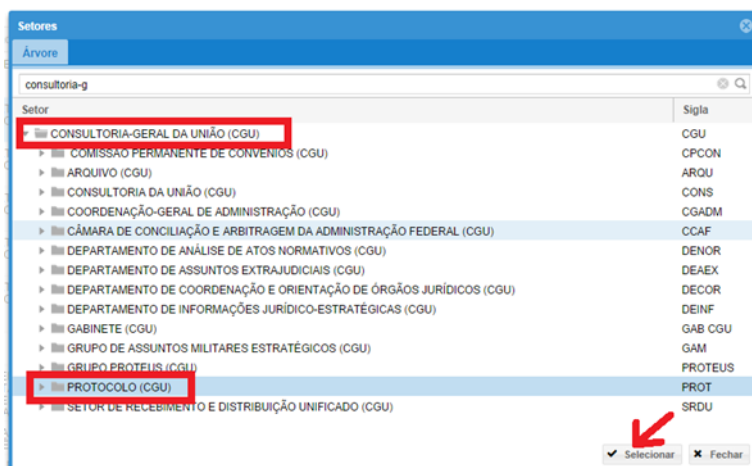 Setores
Árvore
consultoria-g
Setor Sigla
CONSULTORIA-GERAL DA UNIÃO (CGU) CGU
COMISSÃO PERMANENTE DE CONVÊNIOS (CGU) CPCON
ARQUIVO (CGU) ARQU
CONSULTORIA DA UNIÃO (CGU) CONS
COORDENAÇÃO-GERAL DE ADMINISTRAÇÃO (CGU) CGADM
CÂMARA DE CONCILIAÇÃO E ARBITRAGEM DA ADMINISTRAÇÃO FEDERAL (CGU) CCAF
DEPARTAMENTO DE ANÁLISE DE ATOS NORMATIVOS (CGU) DENOR
DEPARTAMENTO DE ASSUNTOS EXTRAJUDICIAIS (CGU) DEAEX
DEPARTAMENTO DE COORDENAÇÃO E ORIENTAÇÃO DE ÓRGÃOS JURÍDICOS (CGU) DECOR
DEPARTAMENTO DE INFORMAÇÕES JURÍDICO-ESTRATÉGICAS (CGU) DEINF
GABINETE (CGU) GAB CGU
GRUPO DE ASSUNTOS MILITARES ESTRATÉGICOS (CGU) GAM
GRUPO PROTEUS (CGU) PROTEUS
PROTOCOLO (CGU) PROT
SETOR DE RECEBIMENTO E DISTRIBUIÇÃO UNIFICADO (CGU) SRDU
Selecionar Fechar